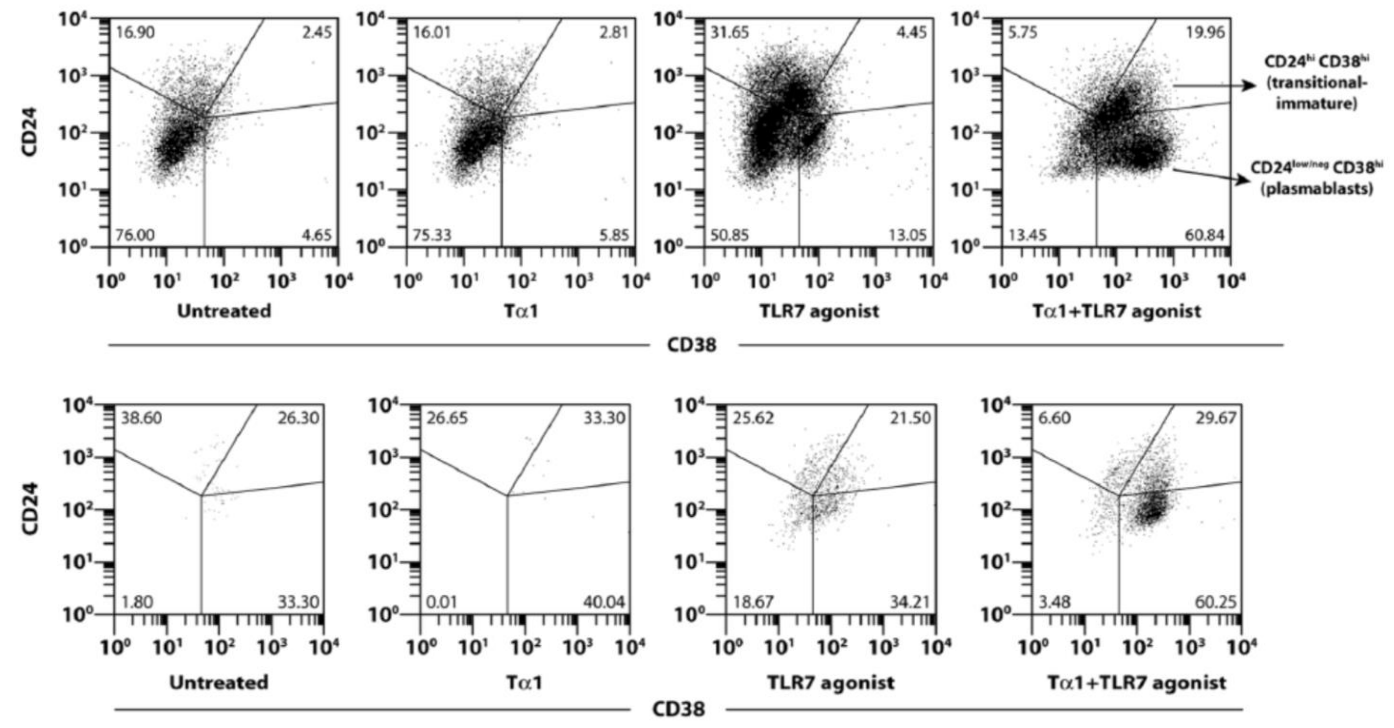 10⁴ 16.90 2.45
10³
10²
10¹
10⁰ 76.00 4.65
10⁰ 10¹ 10² 10³ 10⁴
Untreated
10⁴ 16.01 2.81
10³
10²
10¹
10⁰ 75.33 5.85
10⁰ 10¹ 10² 10³ 10⁴
Tα1
10⁴ 31.65 4.45
10³
10²
10¹
10⁰ 50.85 13.05
10⁰ 10¹ 10² 10³ 10⁴
TLR7 agonist
10⁴ 5.75 19.96
10³
10²
10¹
10⁰ 13.45 60.84
10⁰ 10¹ 10² 10³ 10⁴
Tα1+TLR7 agonist
CD24ʰⁱ CD38ʰⁱ
(transitional-
immature)
CD24ˡᵒʷ/ⁿᵉᵍ CD38ʰⁱ
(plasmablasts)
CD24
CD38
10⁴ 38.60 26.30
10³
10²
10¹
10⁰ 1.80 33.30
10⁰ 10¹ 10² 10³ 10⁴
Untreated
10⁴ 26.65 33.30
10³
10²
10¹
10⁰ 0.01 40.04
10⁰ 10¹ 10² 10³ 10⁴
Tα1
10⁴ 25.62 21.50
10³
10²
10¹
10⁰ 18.67 34.21
10⁰ 10¹ 10² 10³ 10⁴
TLR7 agonist
10⁴ 6.60 29.67
10³
10²
10¹
10⁰ 3.48 60.25
10⁰ 10¹ 10² 10³ 10⁴
Tα1+TLR7 agonist
CD24
CD38